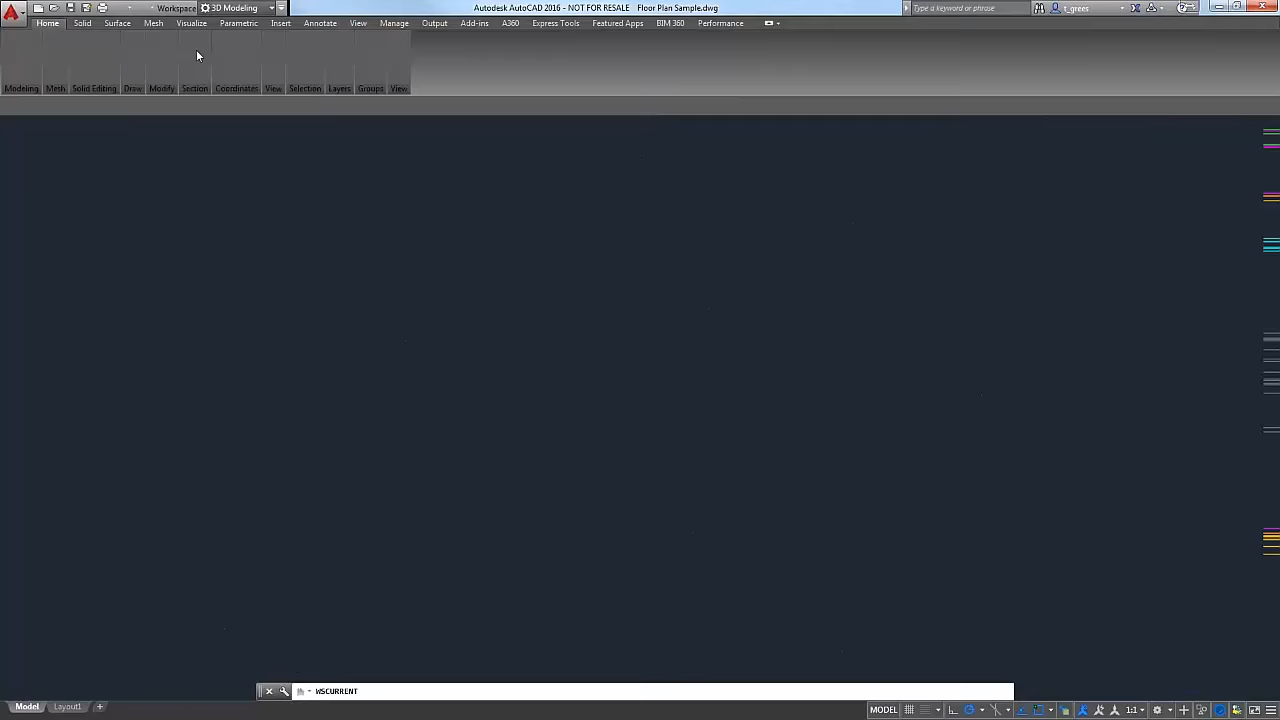 Workspace 3D Modeling
Autodesk AutoCAD 2016 - NOT FOR RESALE Floor Plan Sample.dwg
Type a keyword or phrase
t_grees
Home Solid Surface Mesh Visualize Parametric Insert Annotate View Manage Output Add-ins A360 Express Tools Featured Apps BIM 360 Performance
Modeling Mesh Solid Editing Draw Modify Section Coordinates View Selection Layers Groups View
WSCURRENT
Model Layout1
MODEL 1:1